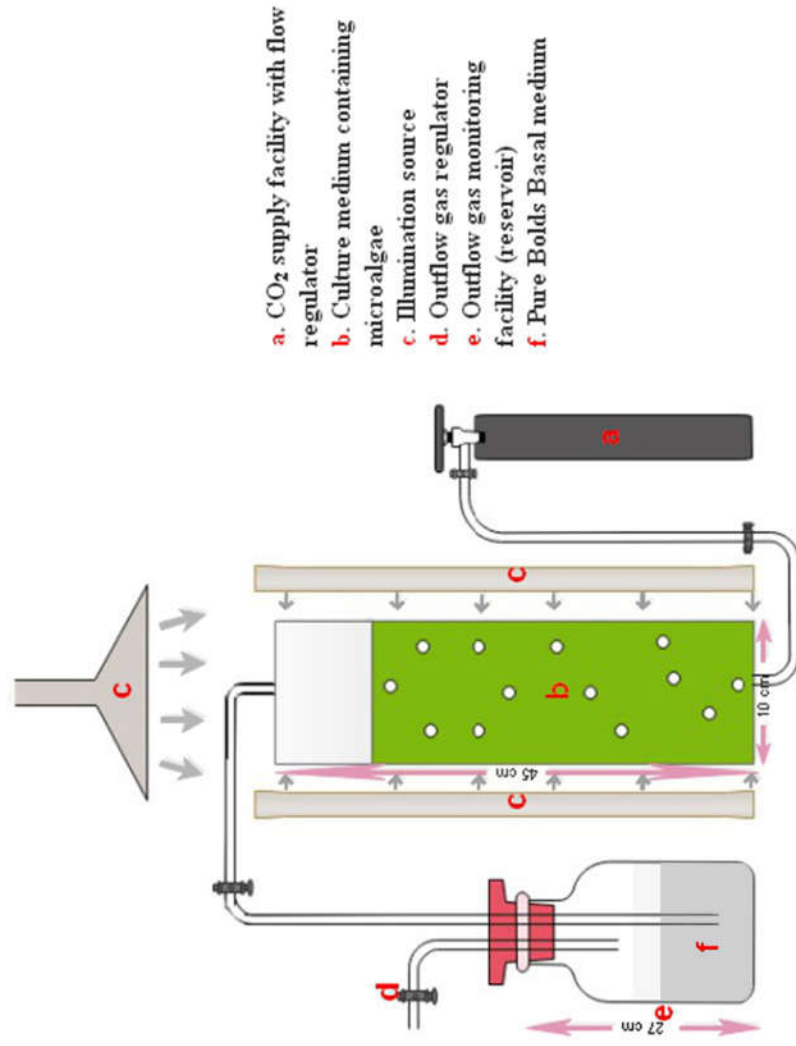 a. CO₂ supply facility with flow
regulator
b. Culture medium containing
microalgae
c. Illumination source
d. Outflow gas regulator
e. Outflow gas monitoring
facility (reservoir)
f. Pure Bolds Basal medium
c
c
c
a
b
d
e
f
45 cm
10 cm
27 cm